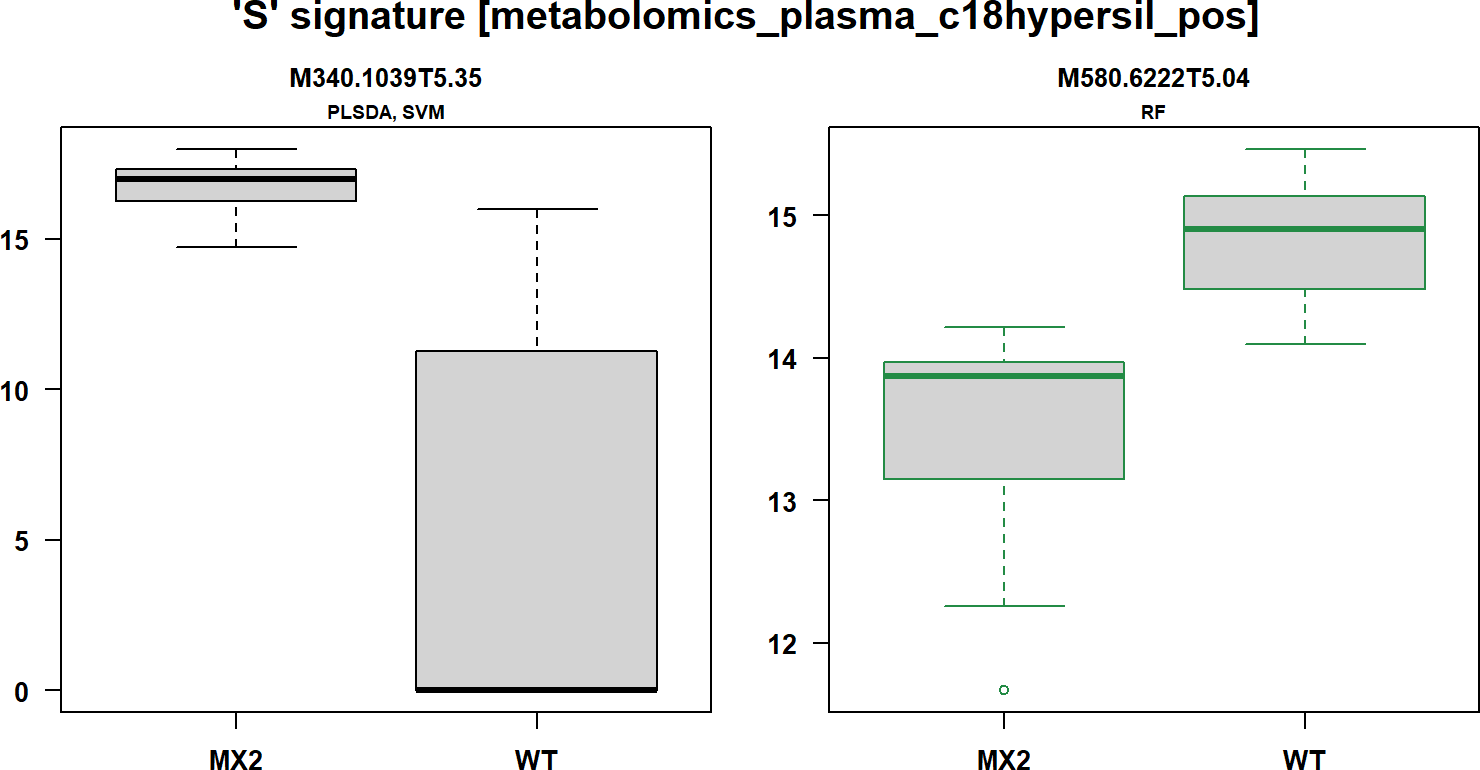 'S' signature [metabolomics_plasma_c18hypersil_pos]
M340.1039T5.35
PLSDA, SVM
15
10
5
0
MX2 WT
M580.6222T5.04
RF
15
14
13
12
MX2 WT